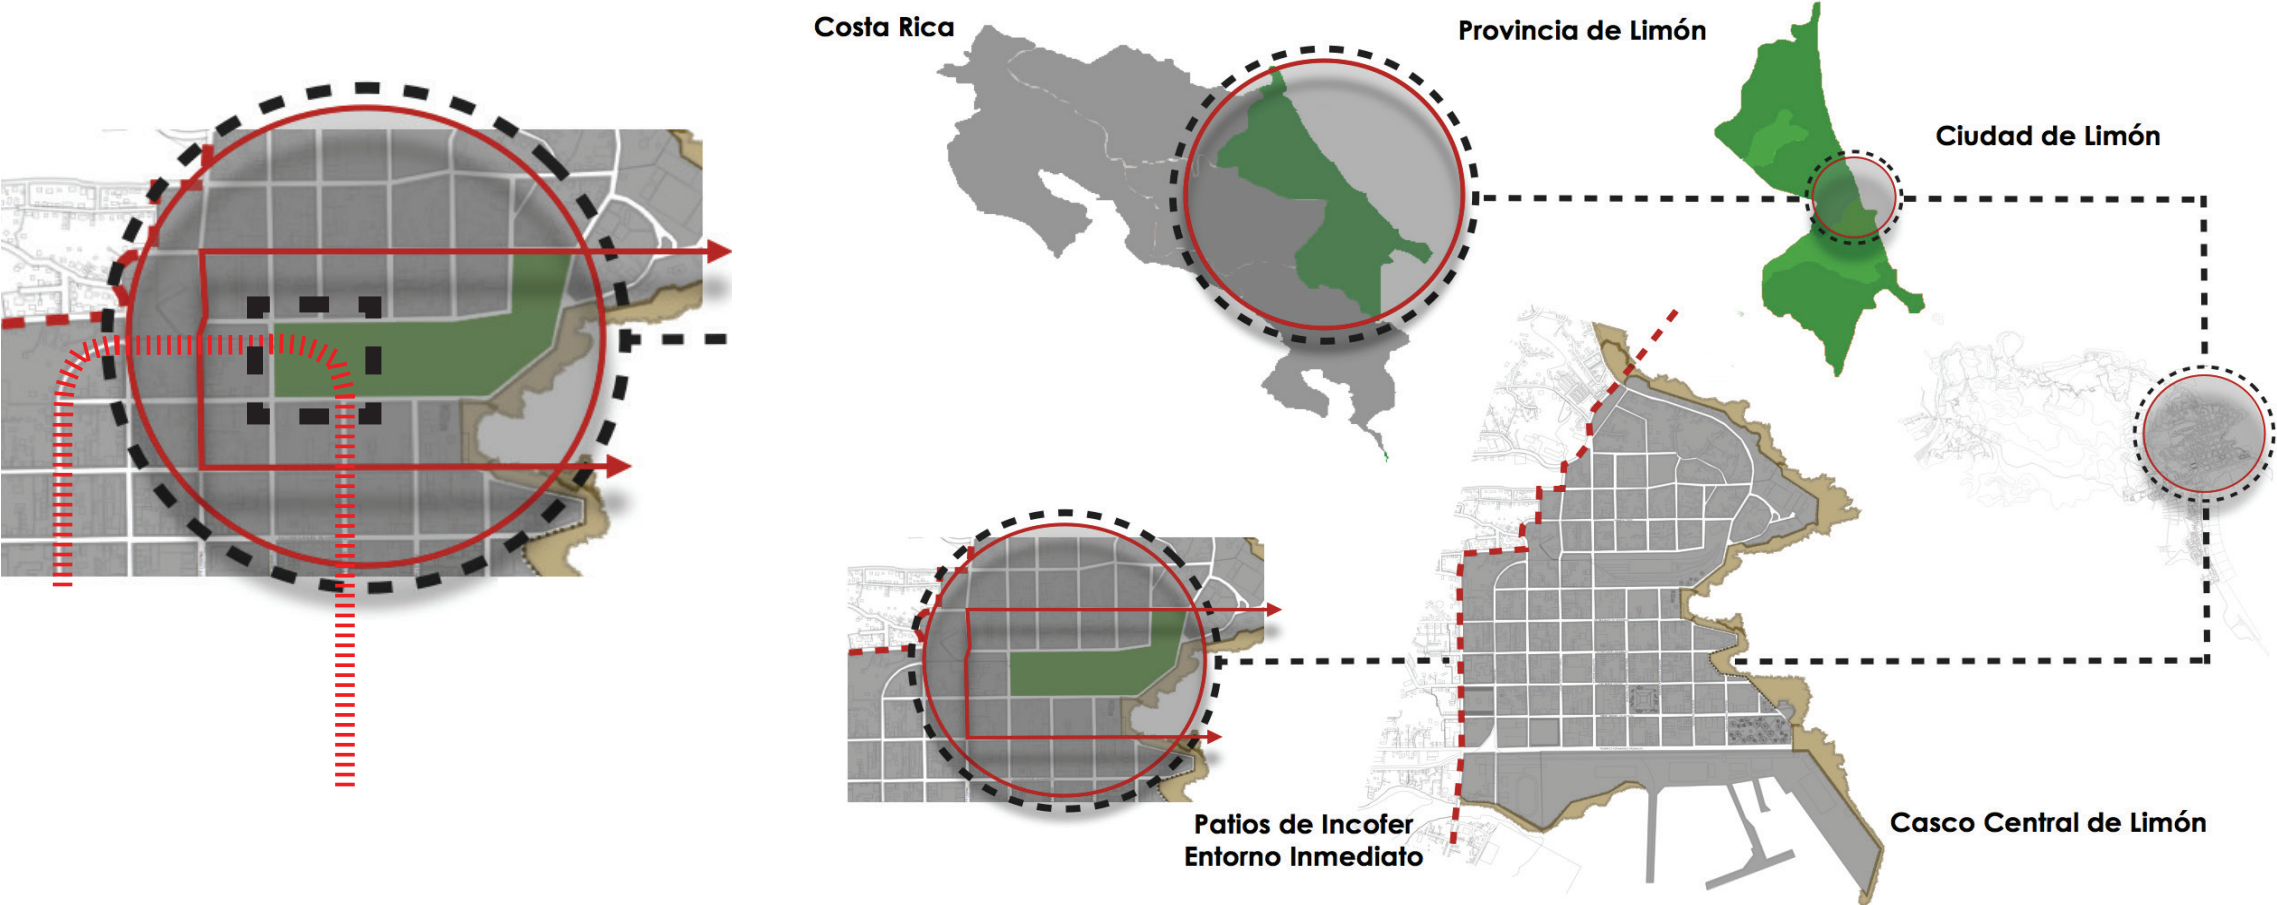 Costa Rica
Provincia de Limón
Ciudad de Limón
Patios de Incofer
Entorno Inmediato
Casco Central de Limón